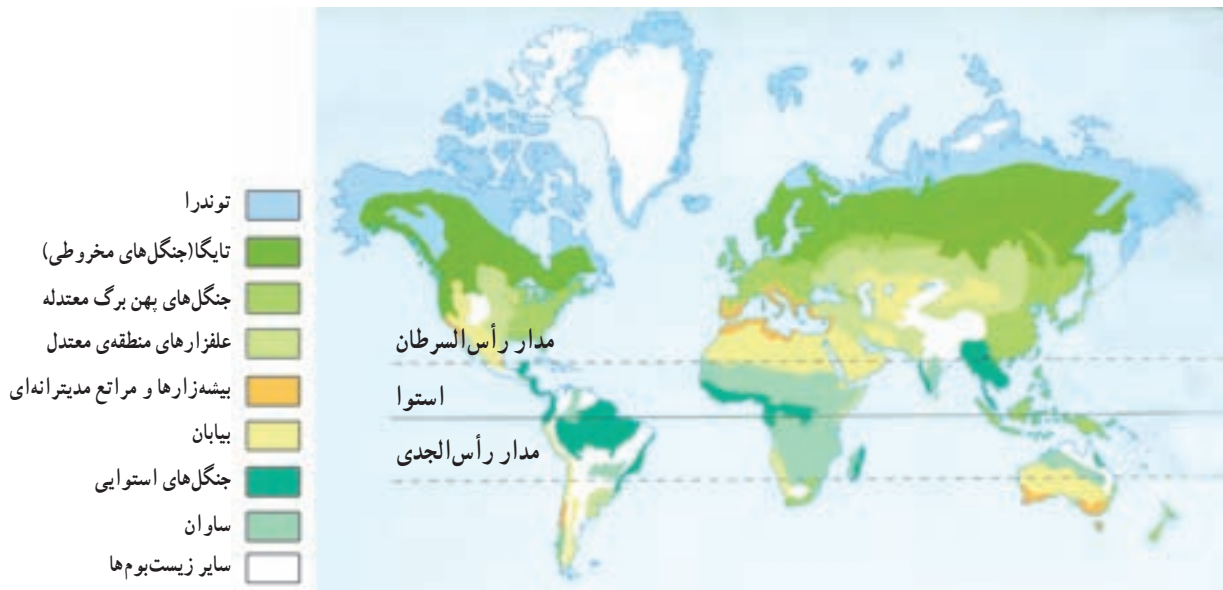 توندرا
تایگا(جنگل‌های مخروطی)
جنگل‌های پهن برگ معتدله
علفزارهای منطقه‌ی معتدل
بیشه‌زارها و مراتع مدیترانه‌ای
بیابان
جنگل‌های استوایی
ساوان
سایر زیست‌بوم‌ها
مدار رأس‌السرطان
استوا
مدار رأس‌الجدی